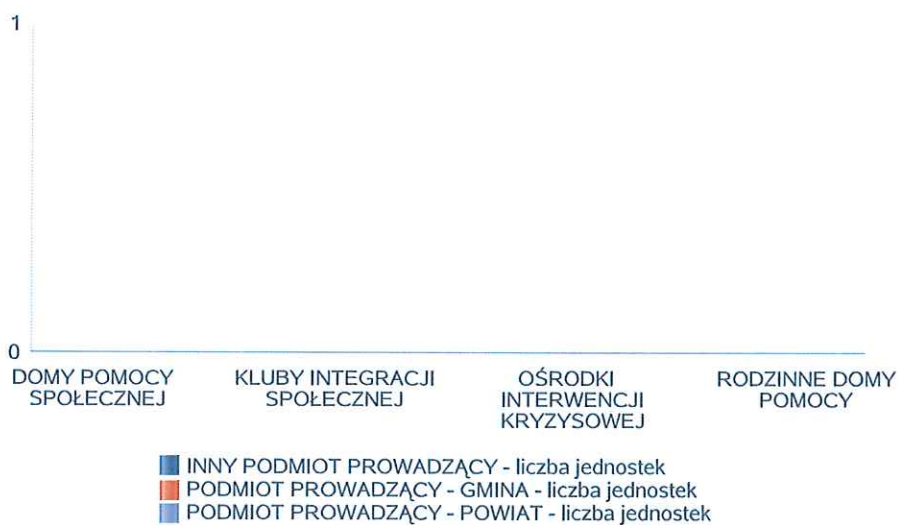 1
0
DOMY POMOCY
SPOŁECZNEJ
KLUBY INTEGRACJI
SPOŁECZNEJ
OŚRODKI
INTERWENCJI
KRYZYSOWEJ
RODZINNE DOMY
POMOCY
INNY PODMIOT PROWADZĄCY - liczba jednostek
PODMIOT PROWADZĄCY - GMINA - liczba jednostek
PODMIOT PROWADZĄCY - POWIAT - liczba jednostek